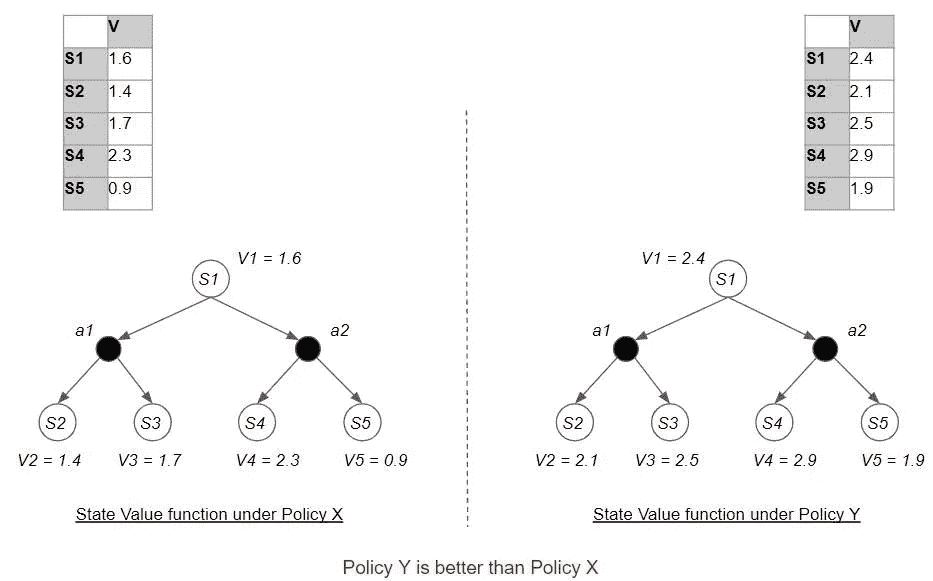 V
S1 1.6
S2 1.4
S3 1.7
S4 2.3
S5 0.9
V
S1 2.4
S2 2.1
S3 2.5
S4 2.9
S5 1.9
V1 = 1.6
S1
a1 a2
S2 S3 S4 S5
V2 = 1.4 V3 = 1.7 V4 = 2.3 V5 = 0.9
State Value function under Policy X
V1 = 2.4
S1
a1 a2
S2 S3 S4 S5
V2 = 2.1 V3 = 2.5 V4 = 2.9 V5 = 1.9
State Value function under Policy Y
Policy Y is better than Policy X